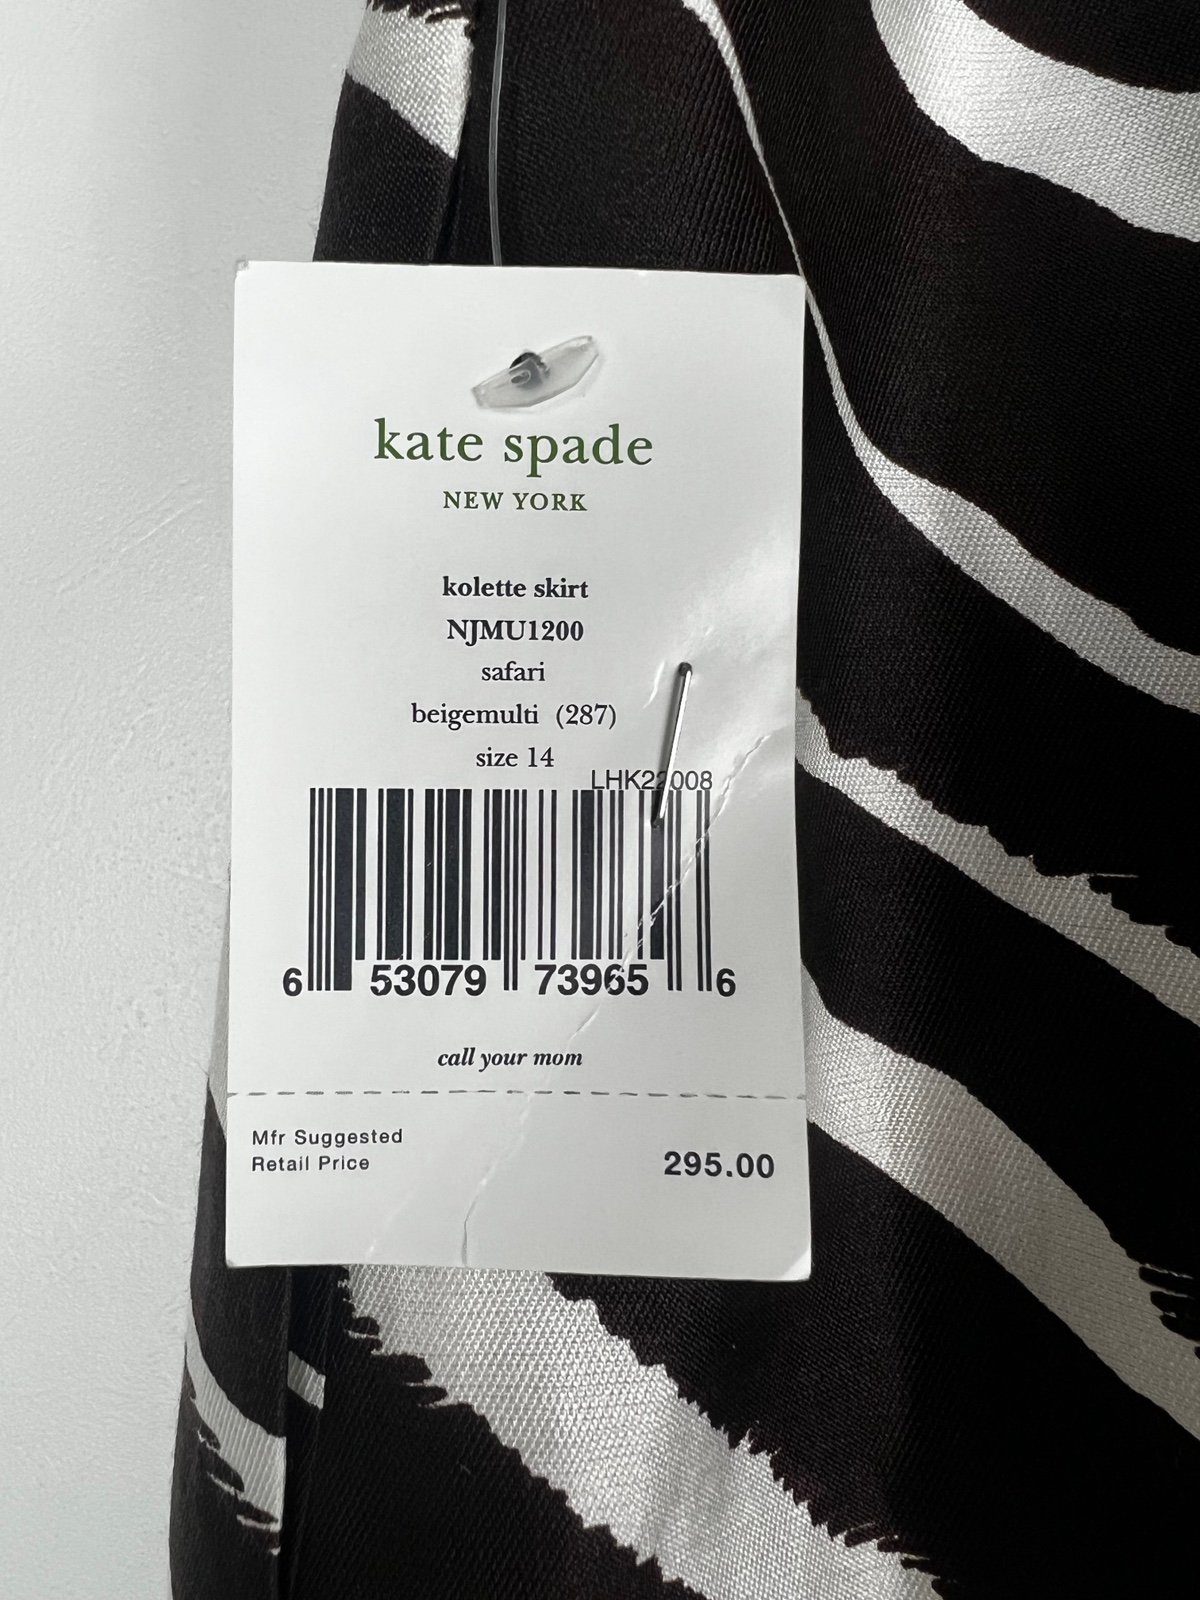 kate spade
NEW YORK
kolette skirt
NJMU1200
safari
beigemulti (287)
size 14
LHK22008
6 53079 73965 6
call your mom
Mfr Suggested
Retail Price
295.00